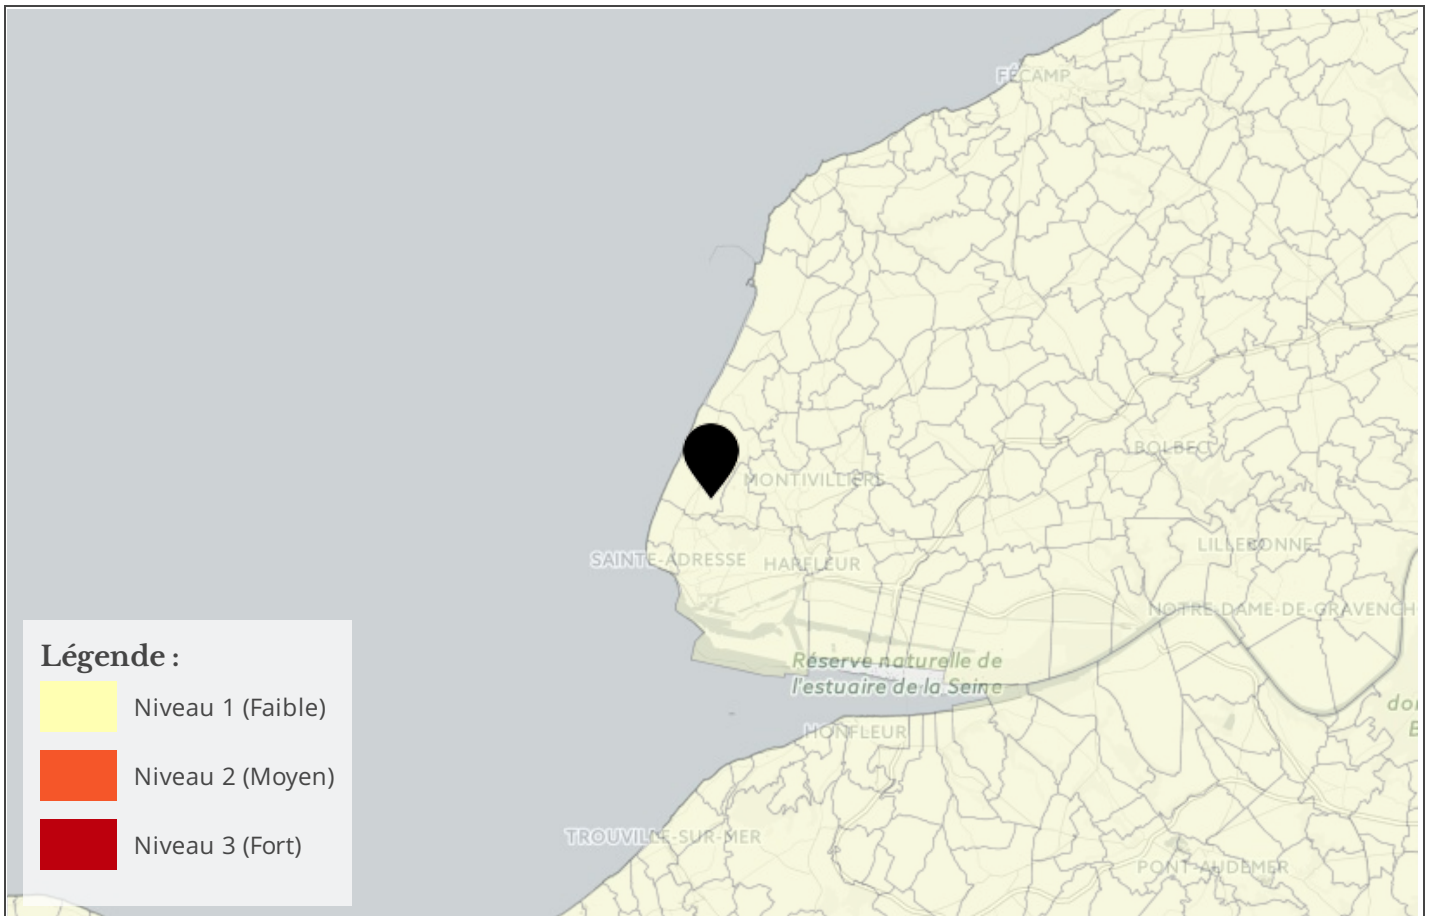 FÉCAMP
MONTIVILLIERS
BOLBEC
LILLEBONNE
SAINTE-ADRESSE
HARFLEUR
NOTRE-DAME-DE-GRAVENCH
Réserve naturelle de
l'estuaire de la Seine
HONFLEUR
TROUVILLE-SUR-MER
PONT-AUDEMER
Légende :
Niveau 1 (Faible)
Niveau 2 (Moyen)
Niveau 3 (Fort)